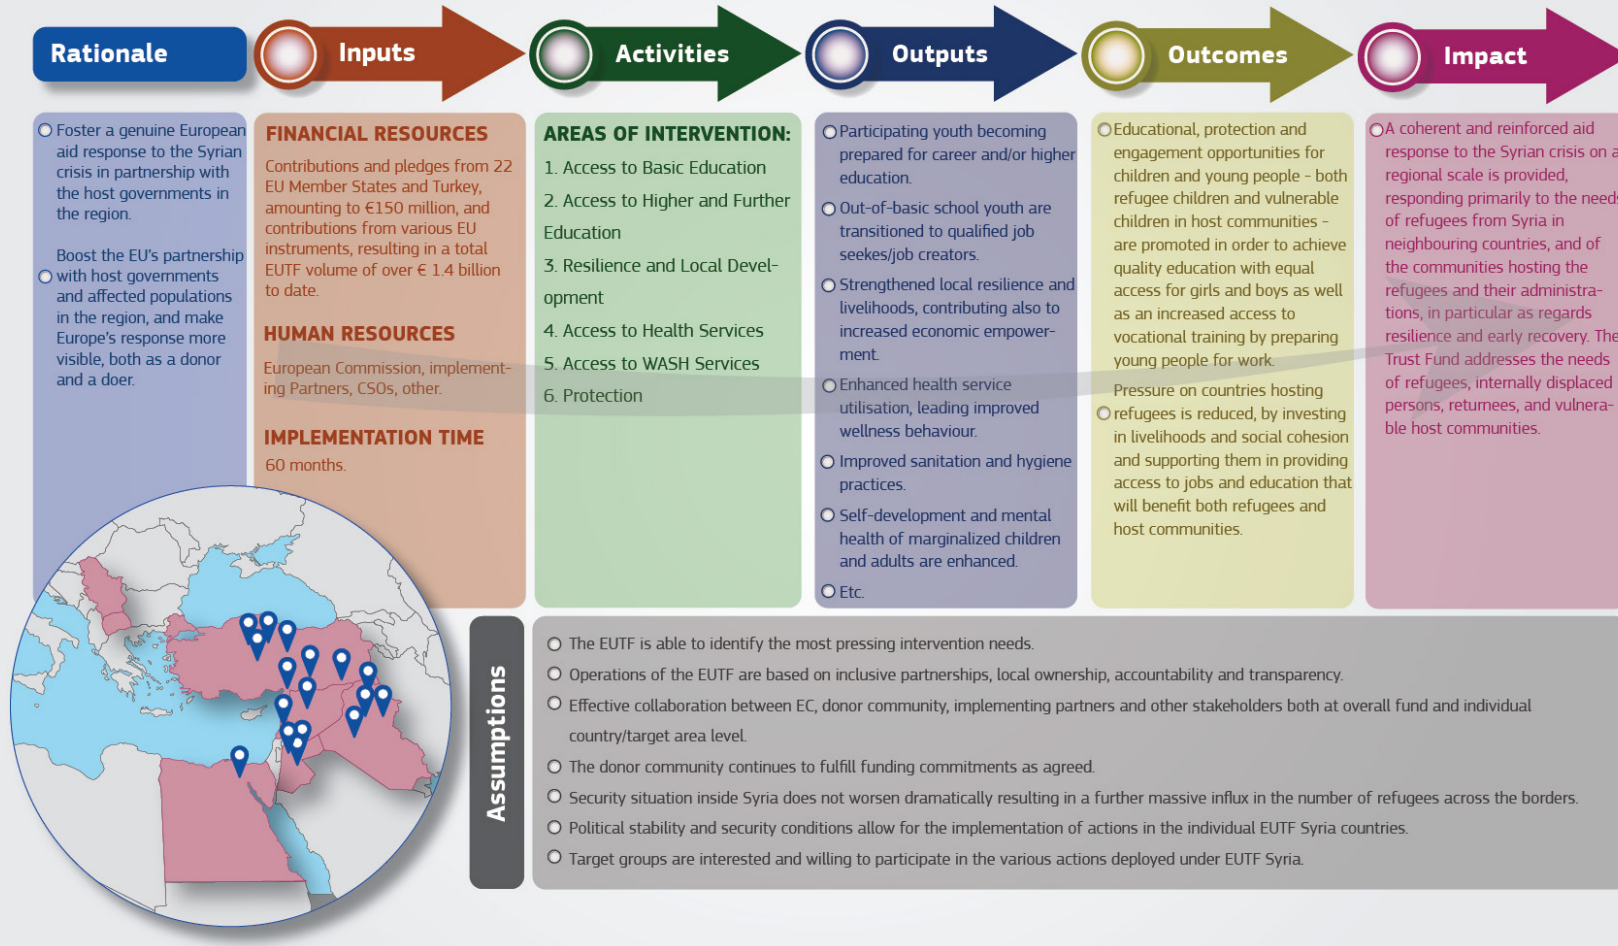 Rationale
Inputs
Activities
Outputs
Outcomes
Impact
Foster a genuine European
aid response to the Syrian
crisis in partnership with
the host governments in
the region.
Boost the EU's partnership
with host governments
and affected populations
in the region, and make
Europe's response more
visible, both as a donor
and a doer.
FINANCIAL RESOURCES
Contributions and pledges from 22
EU Member States and Turkey,
amounting to €150 million, and
contributions from various EU
instruments, resulting in a total
EUTF volume of over € 1.4 billion
to date.
HUMAN RESOURCES
European Commission, implement-
ing Partners, CSOs, other.
IMPLEMENTATION TIME
60 months.
AREAS OF INTERVENTION:
1. Access to Basic Education
2. Access to Higher and Further
Education
3. Resilience and Local Devel-
opment
4. Access to Health Services
5. Access to WASH Services
6. Protection
Participating youth becoming
prepared for career and/or higher
education.
Out-of-basic school youth are
transitioned to qualified job
seekes/job creators.
Strengthened local resilience and
livelihoods, contributing also to
increased economic empower-
ment.
Enhanced health service
utilisation, leading improved
wellness behaviour.
Improved sanitation and hygiene
practices.
Self-development and mental
health of marginalized children
and adults are enhanced.
Etc.
Educational, protection and
engagement opportunities for
children and young people - both
refugee children and vulnerable
children in host communities -
are promoted in order to achieve
quality education with equal
access for girls and boys as well
as an increased access to
vocational training by preparing
young people for work.
Pressure on countries hosting
refugees is reduced, by investing
in livelihoods and social cohesion
and supporting them in providing
access to jobs and education that
will benefit both refugees and
host communities.
A coherent and reinforced aid
response to the Syrian crisis on a
regional scale is provided,
responding primarily to the needs
of refugees from Syria in
neighbouring countries, and of
the communities hosting the
refugees and their administra-
tions, in particular as regards
resilience and early recovery. The
Trust Fund addresses the needs
of refugees, internally displaced
persons, returnees, and vulnera-
ble host communities.
Assumptions
The EUTF is able to identify the most pressing intervention needs.
Operations of the EUTF are based on inclusive partnerships, local ownership, accountability and transparency.
Effective collaboration between EC, donor community, implementing partners and other stakeholders both at overall fund and individual
country/target area level.
The donor community continues to fulfill funding commitments as agreed.
Security situation inside Syria does not worsen dramatically resulting in a further massive influx in the number of refugees across the borders.
Political stability and security conditions allow for the implementation of actions in the individual EUTF Syria countries.
Target groups are interested and willing to participate in the various actions deployed under EUTF Syria.